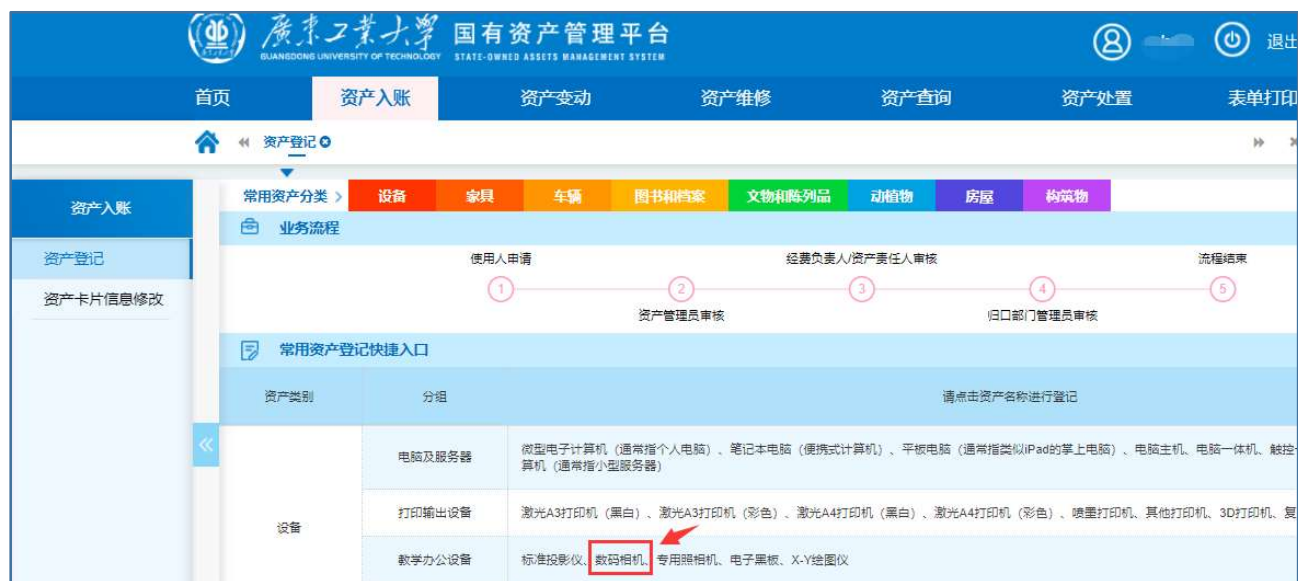 廣東工業大學 国有资产管理平台
GUANGDONG UNIVERSITY OF TECHNOLOGY STATE-OWNED ASSETS MANAGEMENT SYSTEM
退出
首页 资产入账 资产变动 资产维修 资产查询 资产处置 表单打印
资产登记
资产入账
资产登记
资产卡片信息修改
常用资产分类 > 设备 家具 车辆 图书和档案 文物和陈列品 动植物 房屋 构筑物
业务流程
使用人申请 经费负责人/资产责任人审核 流程结束
1 2 3 4 5
资产管理员审核 归口部门管理员审核
常用资产登记快捷入口
资产类别 分组 请点击资产名称进行登记
设备
电脑及服务器 微型电子计算机（通常指个人电脑）、笔记本电脑（便携式计算机）、平板电脑（通常指类似iPad的掌上电脑）、电脑主机、电脑一体机、触控
算机（通常指小型服务器）
打印输出设备 激光A3打印机（黑白）、激光A3打印机（彩色）、激光A4打印机（黑白）、激光A4打印机（彩色）、喷墨打印机、其他打印机、3D打印机、复
教学办公设备 标准投影仪、数码相机、专用照相机、电子黑板、X-Y绘图仪